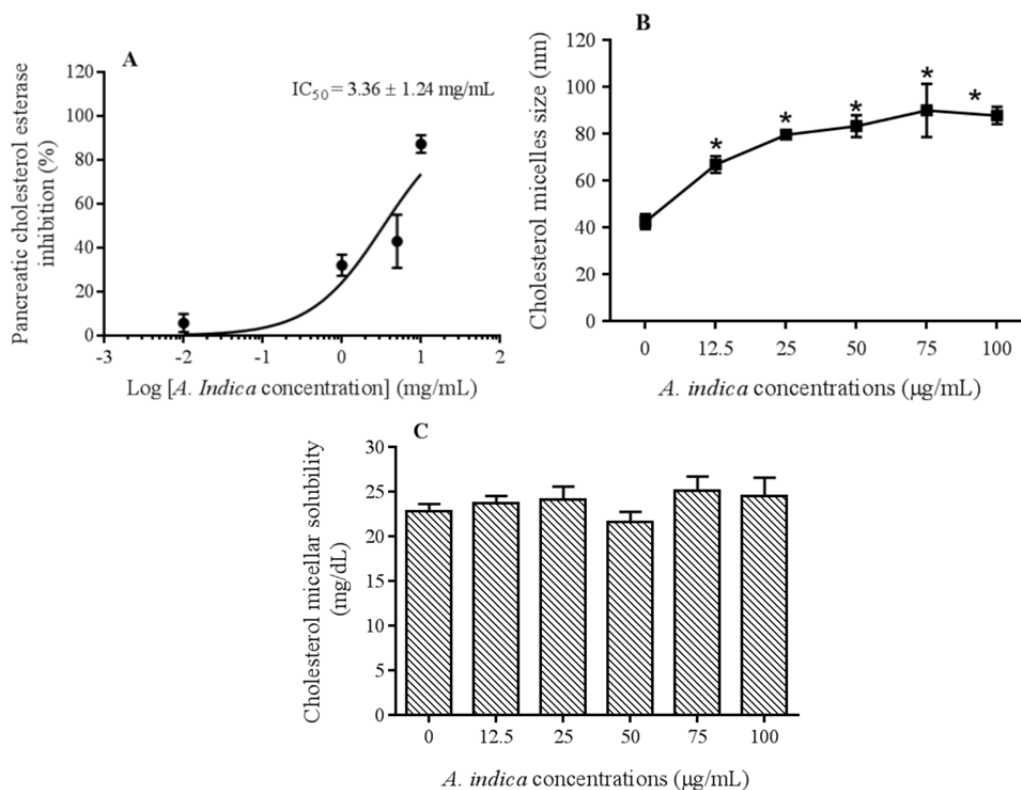 A
IC50 = 3.36 ± 1.24 mg/mL
Pancreatic cholesterol esterase
inhibition (%)
120
100
80
60
40
20
0
-3 -2 -1 0 1 2
Log [A. Indica concentration] (mg/mL)
B
Cholesterol micelles size (nm)
120
100
80
60
40
20
0
* * * * *
0 12.5 25 50 75 100
A. indica concentrations (µg/mL)
C
Cholesterol micellar solubility
(mg/dL)
30
25
20
15
10
5
0
0 12.5 25 50 75 100
A. indica concentrations (µg/mL)